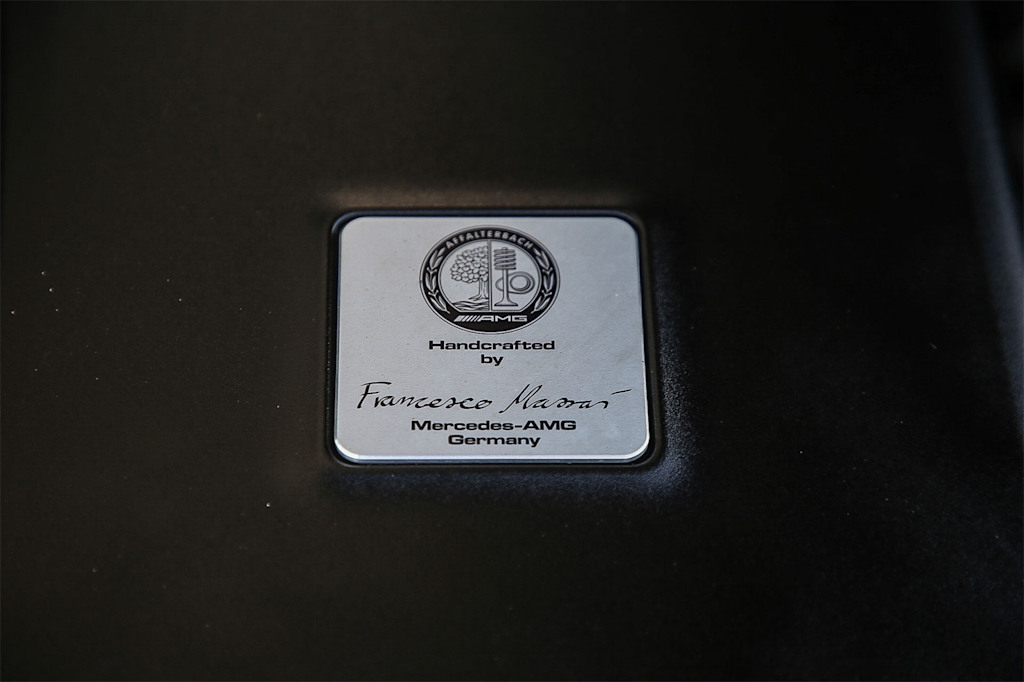 AFFALTERBACH
AMG
Handcrafted
by
Francesco Massai
Mercedes-AMG
Germany